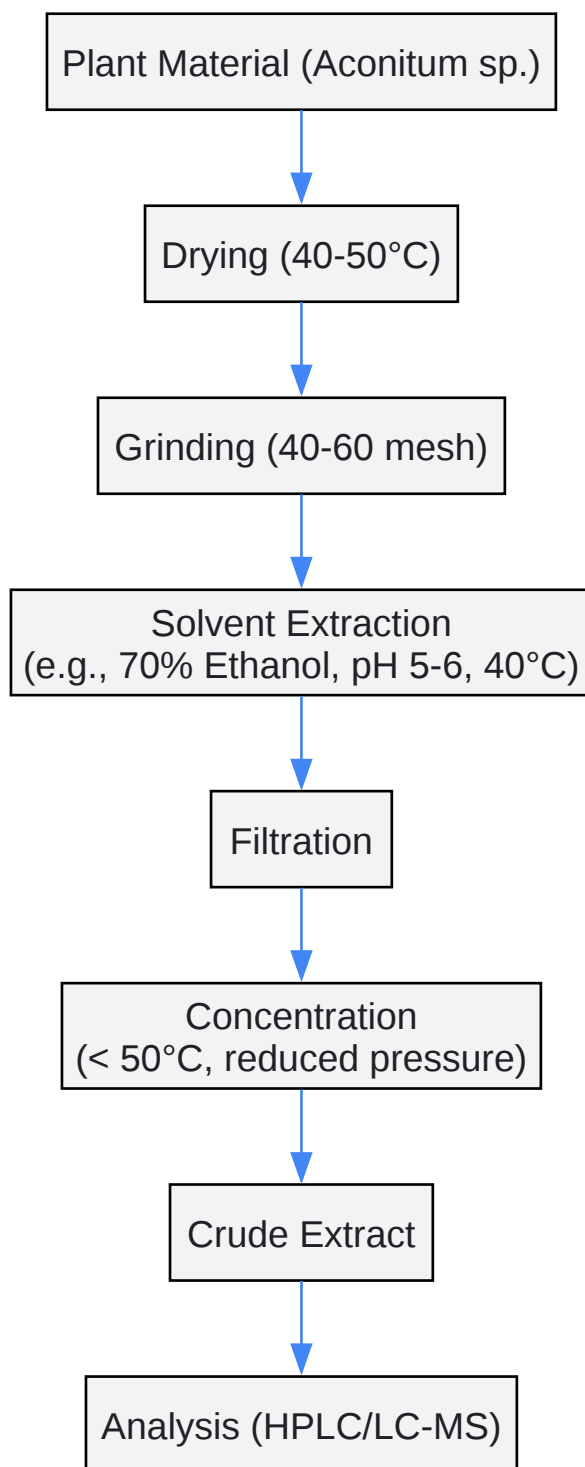 Plant Material (Aconitum sp.)
Drying (40-50°C)
Grinding (40-60 mesh)
Solvent Extraction
(e.g., 70% Ethanol, pH 5-6, 40°C)
Filtration
Concentration
(< 50°C, reduced pressure)
Crude Extract
Analysis (HPLC/LC-MS)